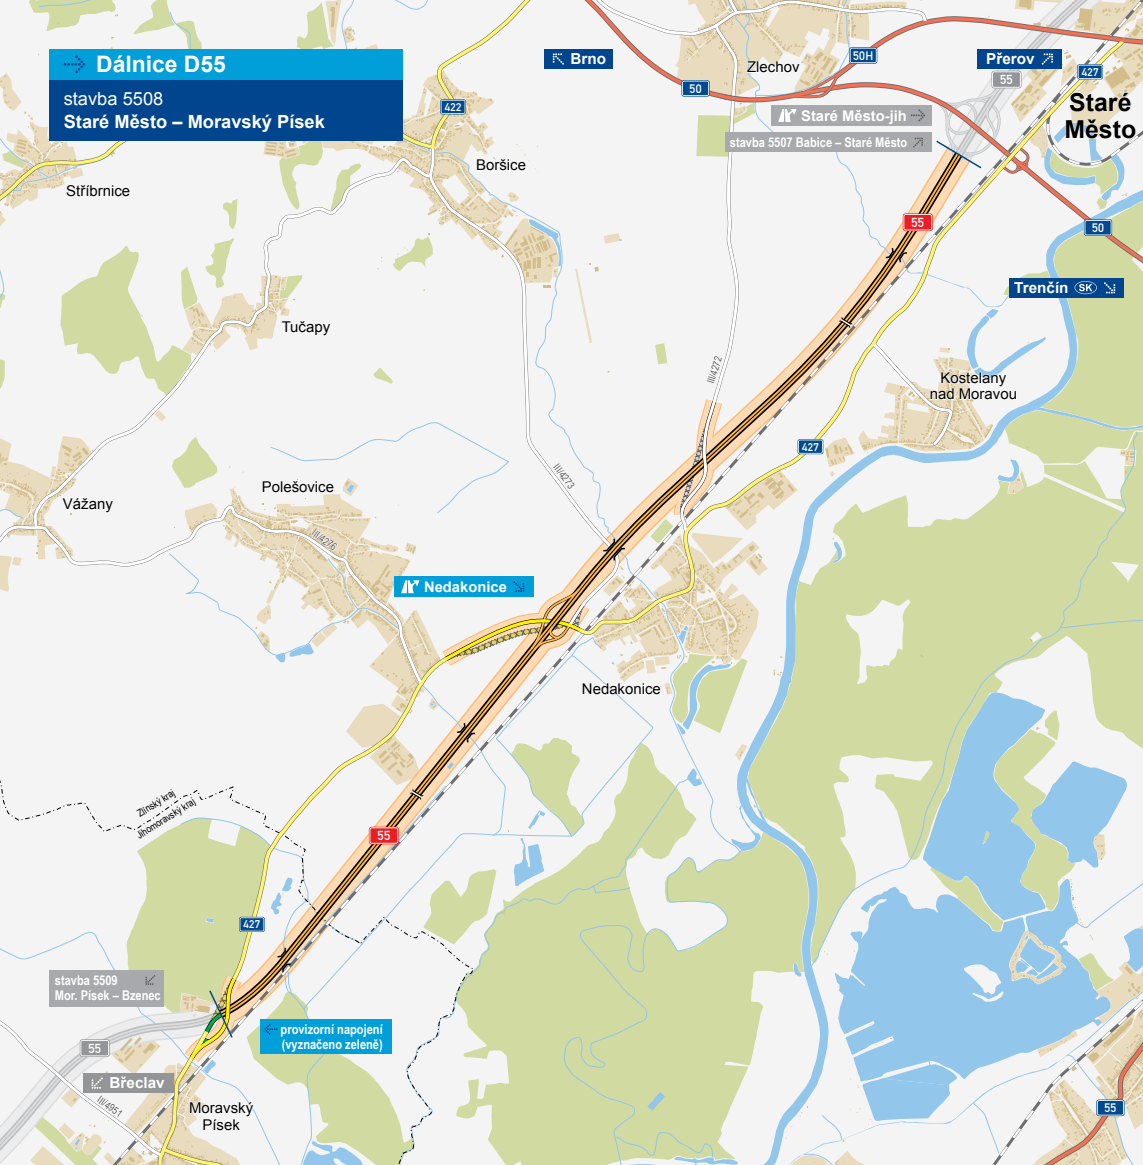 Dálnice D55
stavba 5508
Staré Město – Moravský Písek
Brno
Přerov
Zlechov
50H
50
55
427
Staré
Město
422
Staré Město-jih
stavba 5507 Babice – Staré Město
Boršice
Stříbrnice
55
50
Trenčín SK
Tučapy
III/4272
Kostelany
nad Moravou
427
III/4273
Polešovice
Vážany
III/4276
Nedakonice
Nedakonice
Zlínský kraj
Jihomoravský kraj
55
427
stavba 5509
Mor. Písek – Bzenec
provizorní napojení
(vyznačeno zeleně)
55
Břeclav
III/4951
Moravský
Písek
55